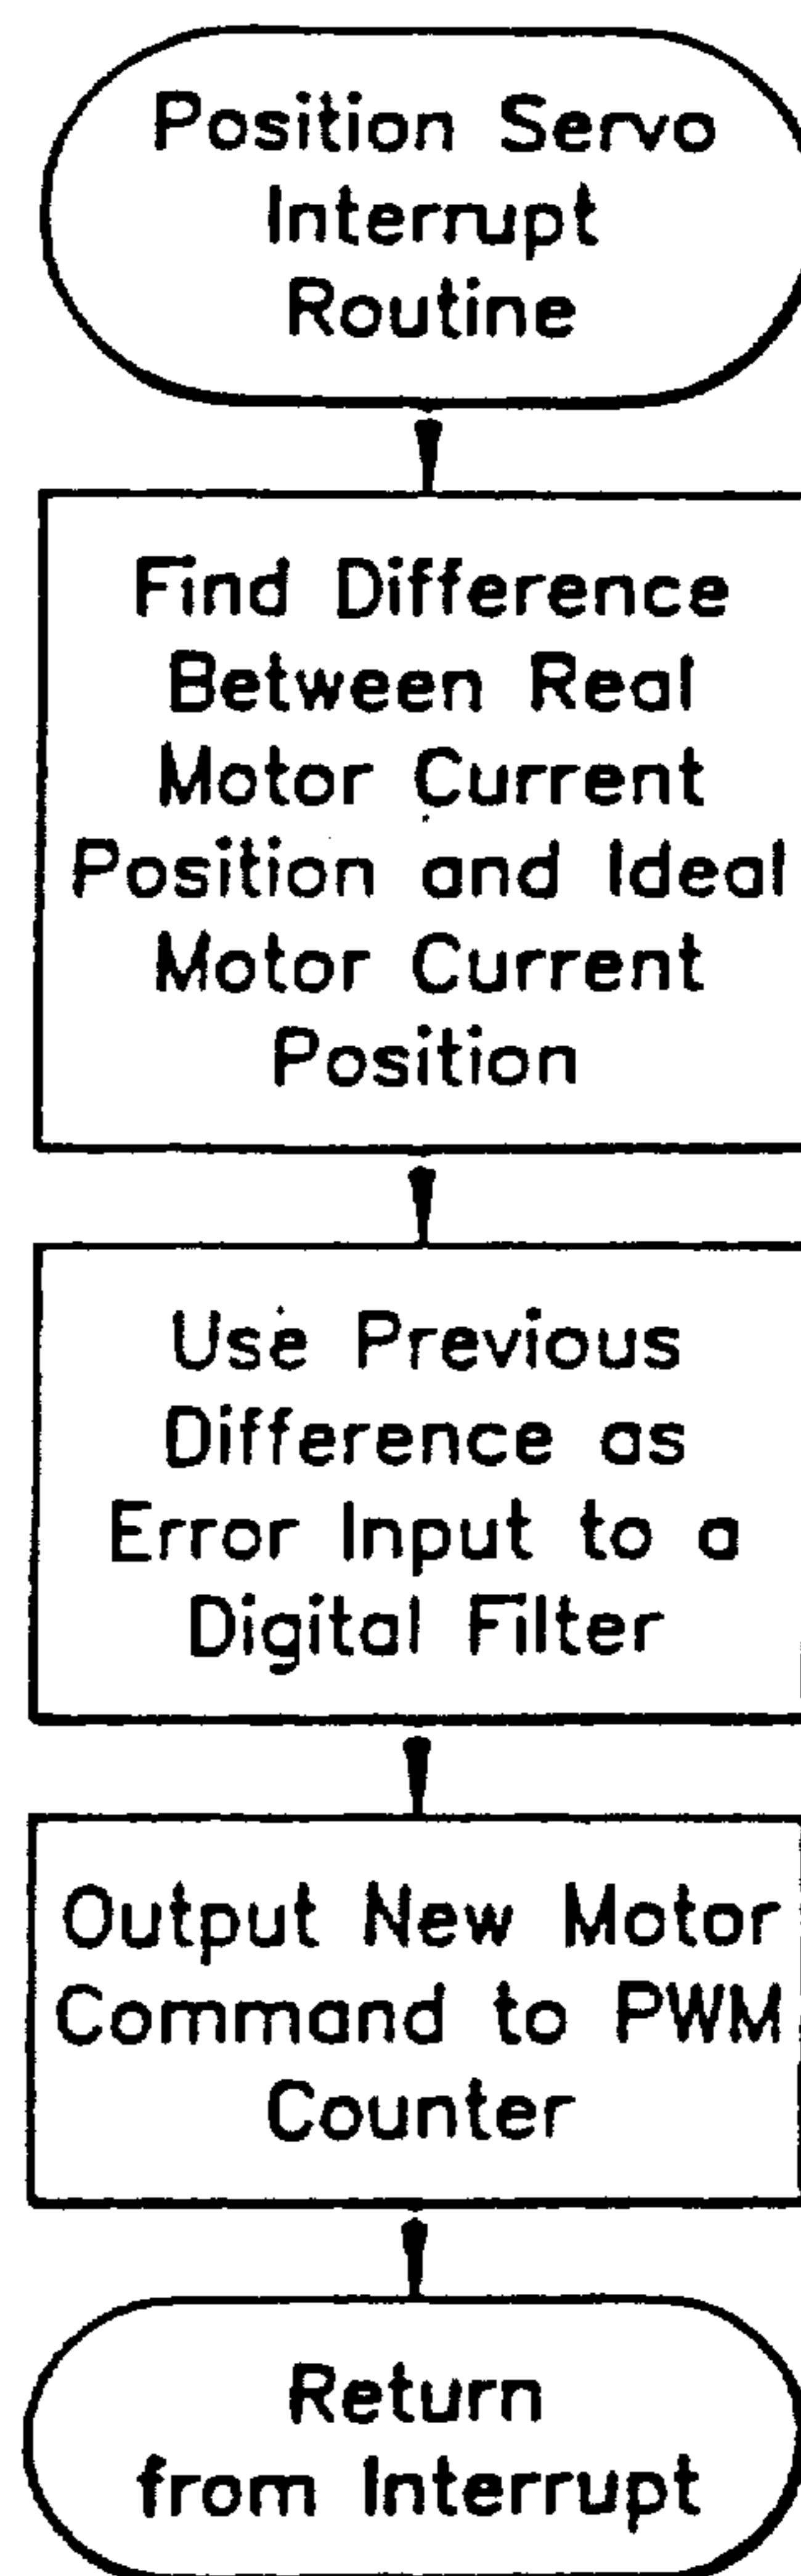 Position Servo
Interrupt
Routine
Find Difference
Between Real
Motor Current
Position and Ideal
Motor Current
Position
Use Previous
Difference as
Error Input to a
Digital Filter
Output New Motor
Command to PWM
Counter
Return
from Interrupt